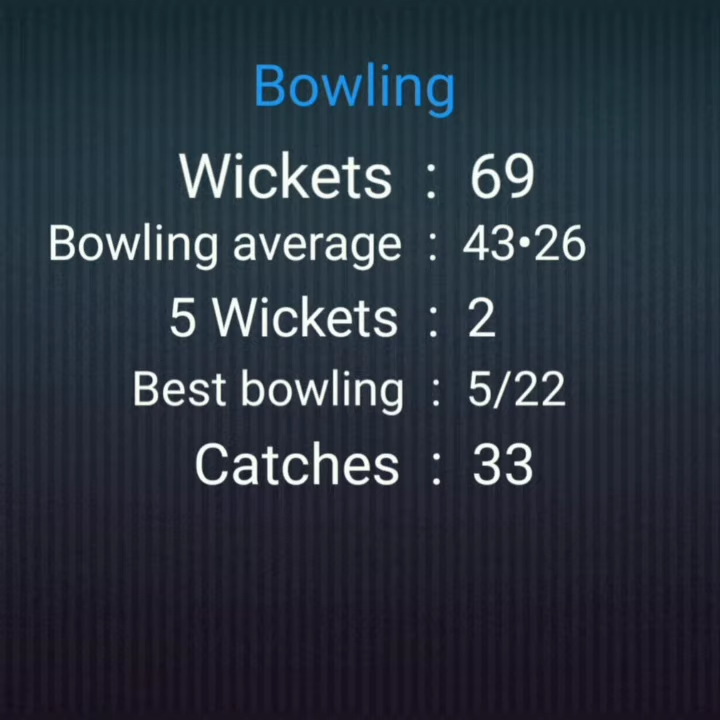 Bowling
Wickets : 69
Bowling average : 43•26
5 Wickets : 2
Best bowling : 5/22
Catches : 33